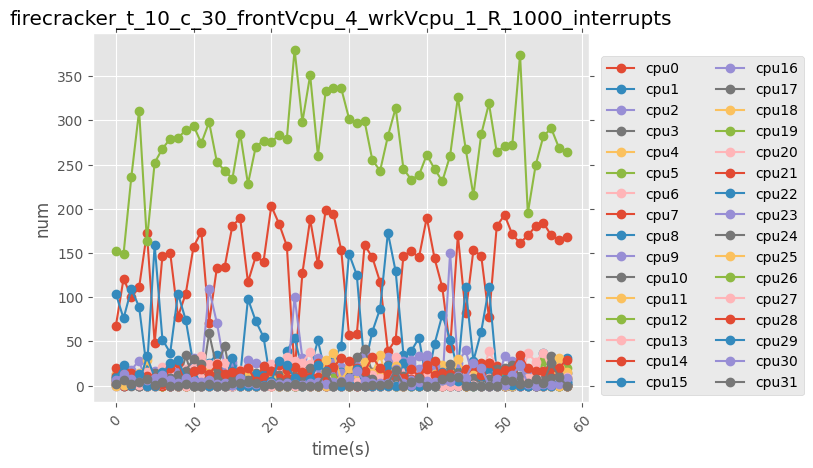 firecracker_t_10_c_30_frontVcpu_4_wrkVcpu_1_R_1000_interrupts
num
350
300
250
200
150
100
50
0
0
10
20
30
40
50
60
time(s)
cpu0
cpu1
cpu2
cpu3
cpu4
cpu5
cpu6
cpu7
cpu8
cpu9
cpu10
cpu11
cpu12
cpu13
cpu14
cpu15
cpu16
cpu17
cpu18
cpu19
cpu20
cpu21
cpu22
cpu23
cpu24
cpu25
cpu26
cpu27
cpu28
cpu29
cpu30
cpu31